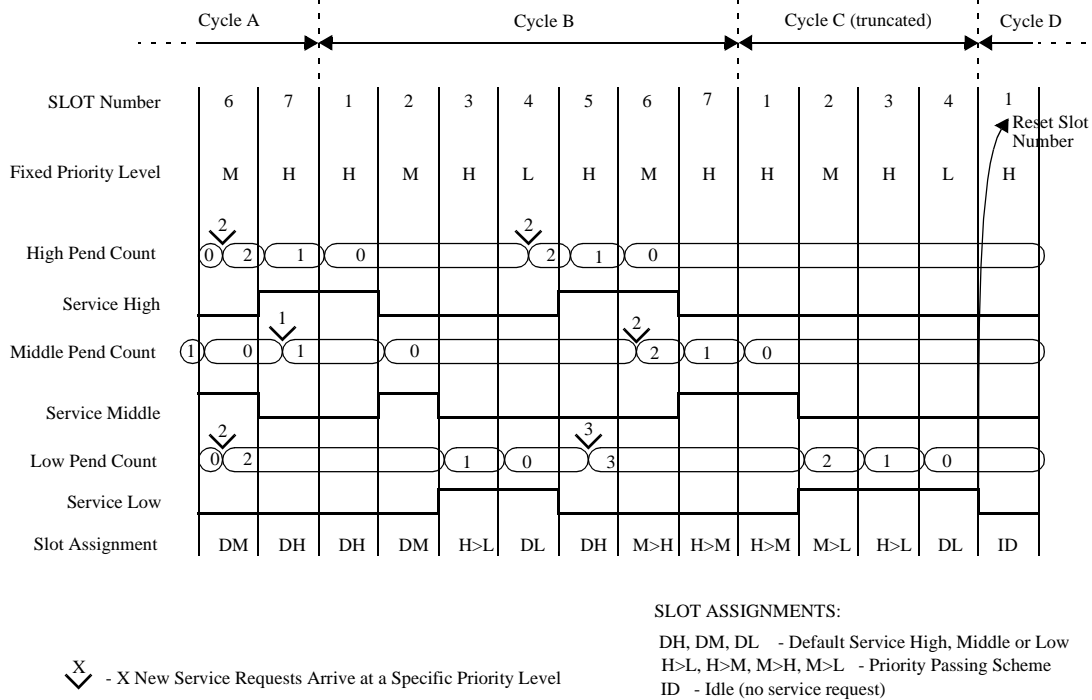 Cycle A Cycle B Cycle C (truncated) Cycle D
SLOT Number 6 7 1 2 3 4 5 6 7 1 2 3 4 1
Reset Slot
Number
Fixed Priority Level M H H M H L H M H H M H L H
2 2
High Pend Count 0 2 1 0 2 1 0
Service High
1 2
Middle Pend Count 1 0 1 0 2 1 0
Service Middle
2 3
Low Pend Count 0 2 1 0 3 2 1 0
Service Low
Slot Assignment DM DH DH DM H>L DL DH M>H H>M H>M M>L H>L DL ID
SLOT ASSIGNMENTS:
DH, DM, DL - Default Service High, Middle or Low
H>L, H>M, M>H, M>L - Priority Passing Scheme
ID - Idle (no service request)
X - X New Service Requests Arrive at a Specific Priority Level